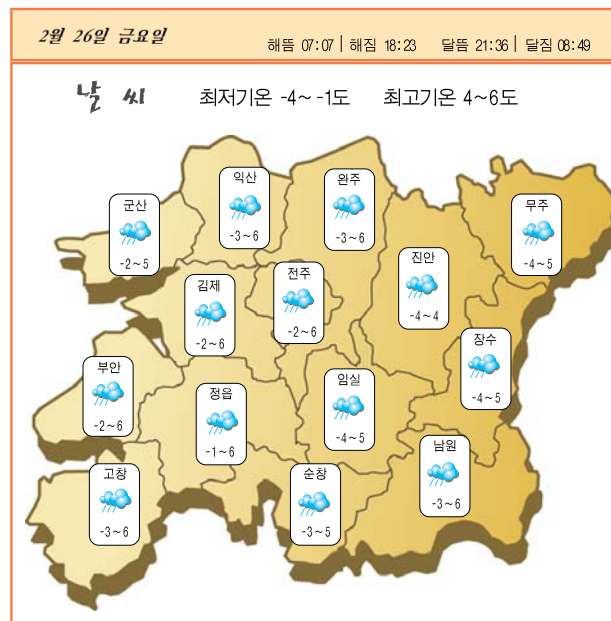 2월 26일 금요일
해뜸 07:07 | 해짐 18:23 달뜸 21:36 | 달짐 08:49
날 씨 최저기온 -4~ -1도 최고기온 4~6도
익산
-3~6
완주
-3~6
군산
-2~5
무주
-4~5
진안
-4~4
김제
-2~6
전주
-2~6
장수
-4~5
부안
-2~6
정읍
-1~6
임실
-4~5
남원
-3~6
고창
-3~6
순창
-3~5